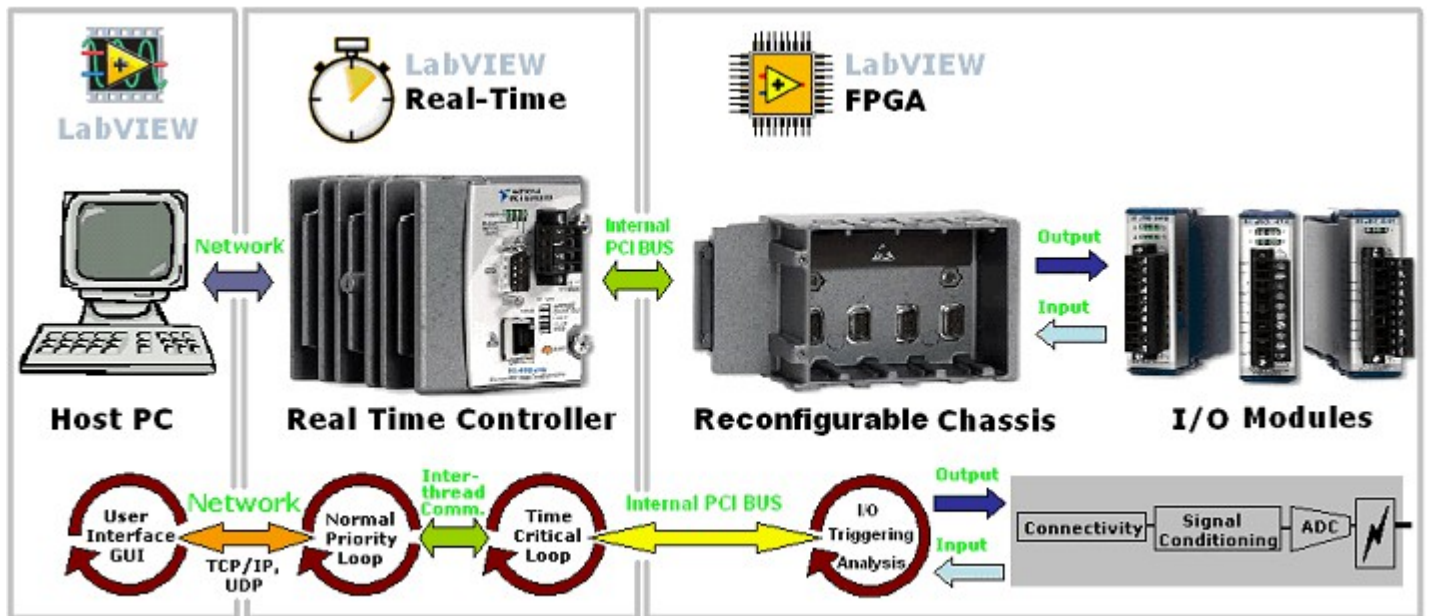 LabVIEW
LabVIEW
Real-Time
LabVIEW
FPGA
Network
Internal
PCI BUS
Output
Input
Host PC
Real Time Controller
Reconfigurable Chassis
I/O Modules
User
Interface
GUI
Network
TCP/IP,
UDP
Normal
Priority
Loop
Inter-
thread
Comm.
Time
Critical
Loop
Internal PCI BUS
I/O
Triggering
Analysis
Output
Input
Connectivity
Signal
Conditioning
ADC